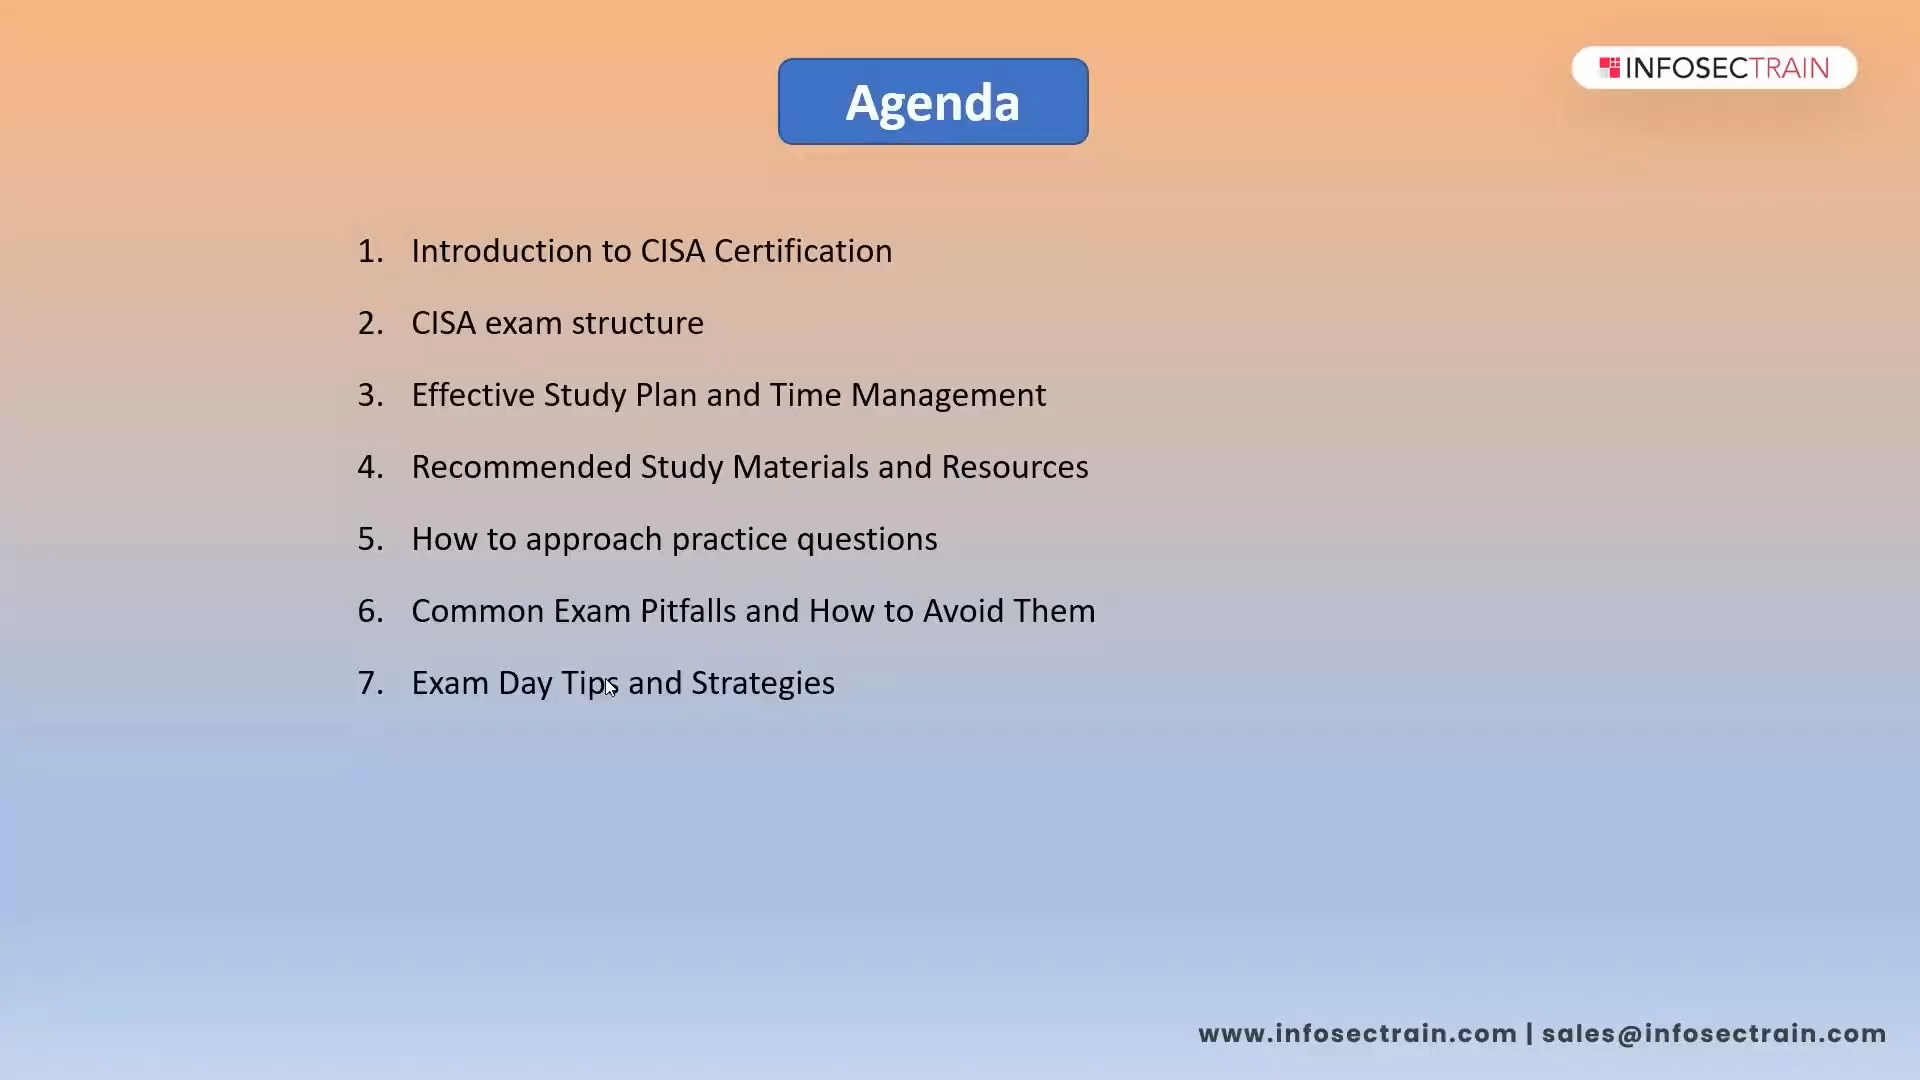 Agenda
INFOSECTRAIN
1. Introduction to CISA Certification
2. CISA exam structure
3. Effective Study Plan and Time Management
4. Recommended Study Materials and Resources
5. How to approach practice questions
6. Common Exam Pitfalls and How to Avoid Them
7. Exam Day Tips and Strategies
www.infosectrain.com | sales@infosectrain.com